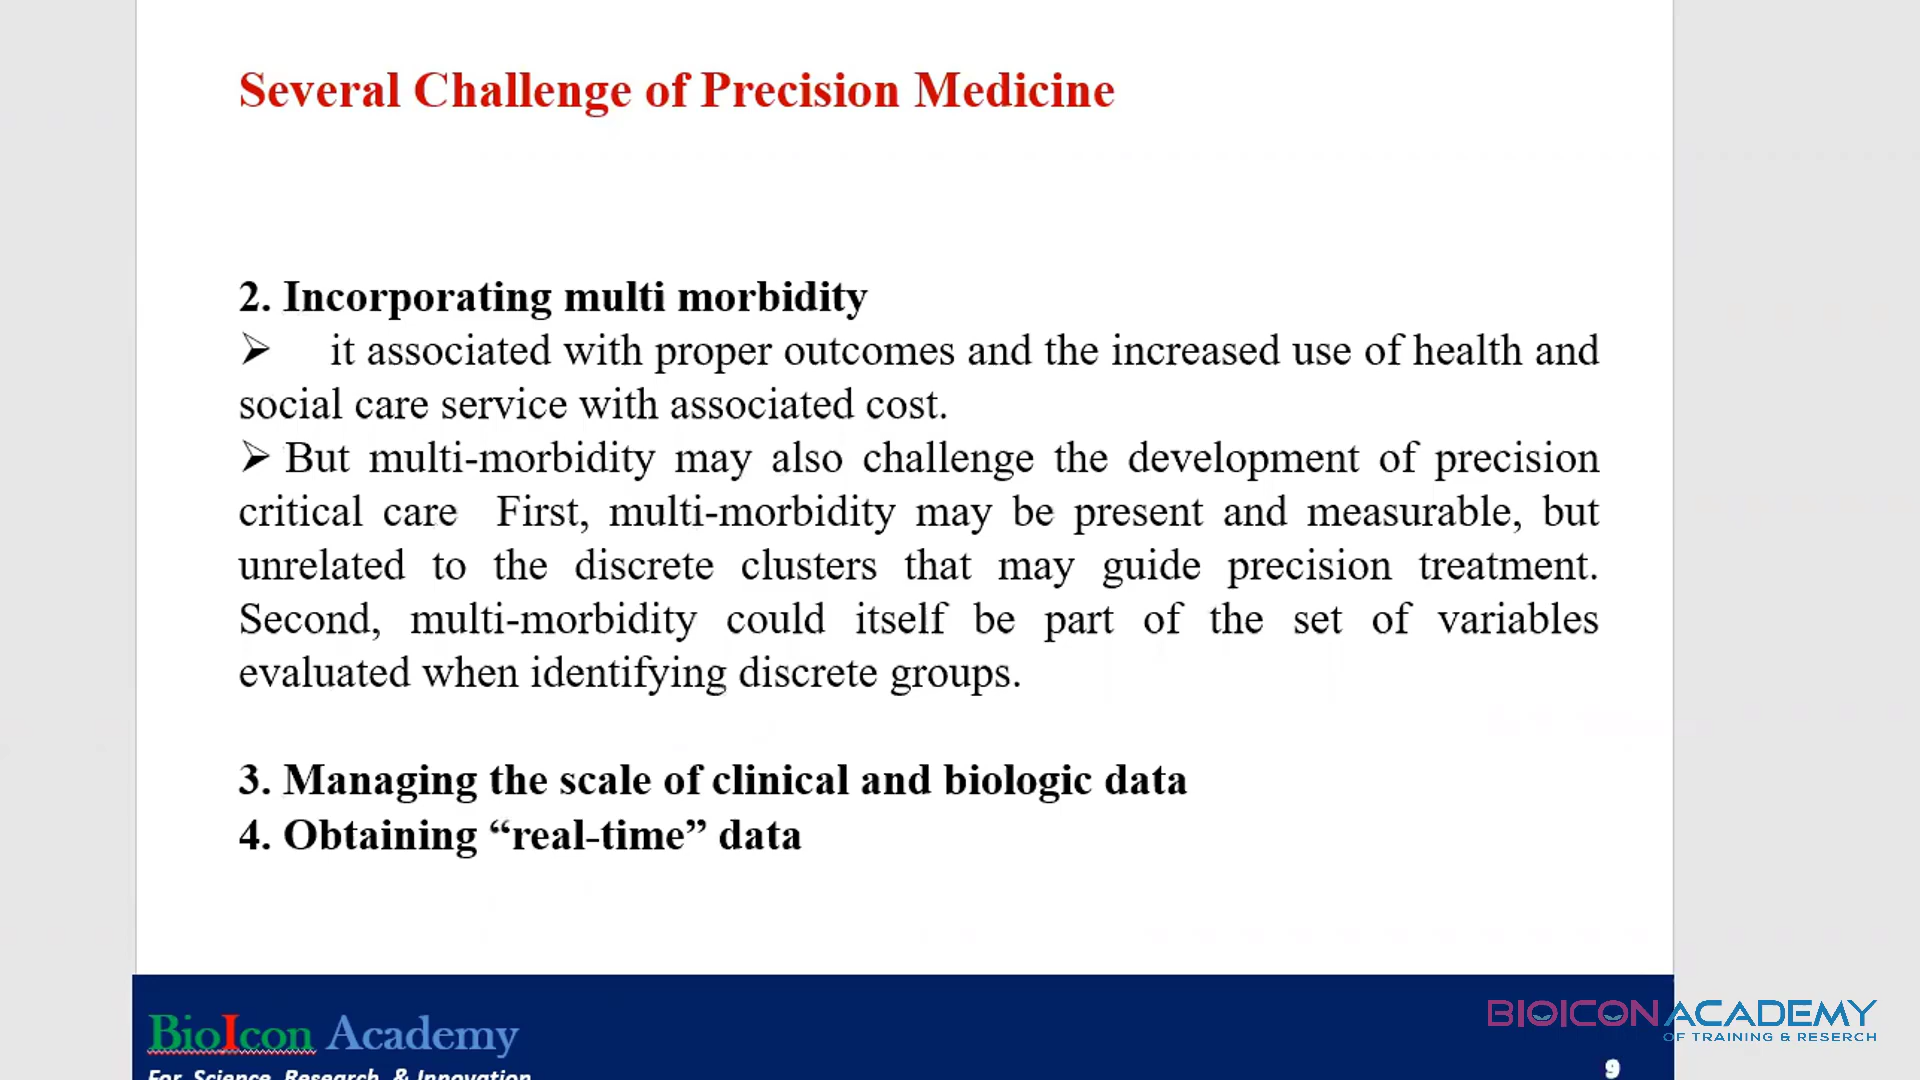 Several Challenge of Precision Medicine
2. Incorporating multi morbidity
➢ it associated with proper outcomes and the increased use of health and
social care service with associated cost.
➢ But multi-morbidity may also challenge the development of precision
critical care First, multi-morbidity may be present and measurable, but
unrelated to the discrete clusters that may guide precision treatment.
Second, multi-morbidity could itself be part of the set of variables
evaluated when identifying discrete groups.
3. Managing the scale of clinical and biologic data
4. Obtaining “real-time” data
BioIcon Academy
For Science, Research, & Innovation
BIOICON ACADEMY
OF TRAINING & RESERCH
9